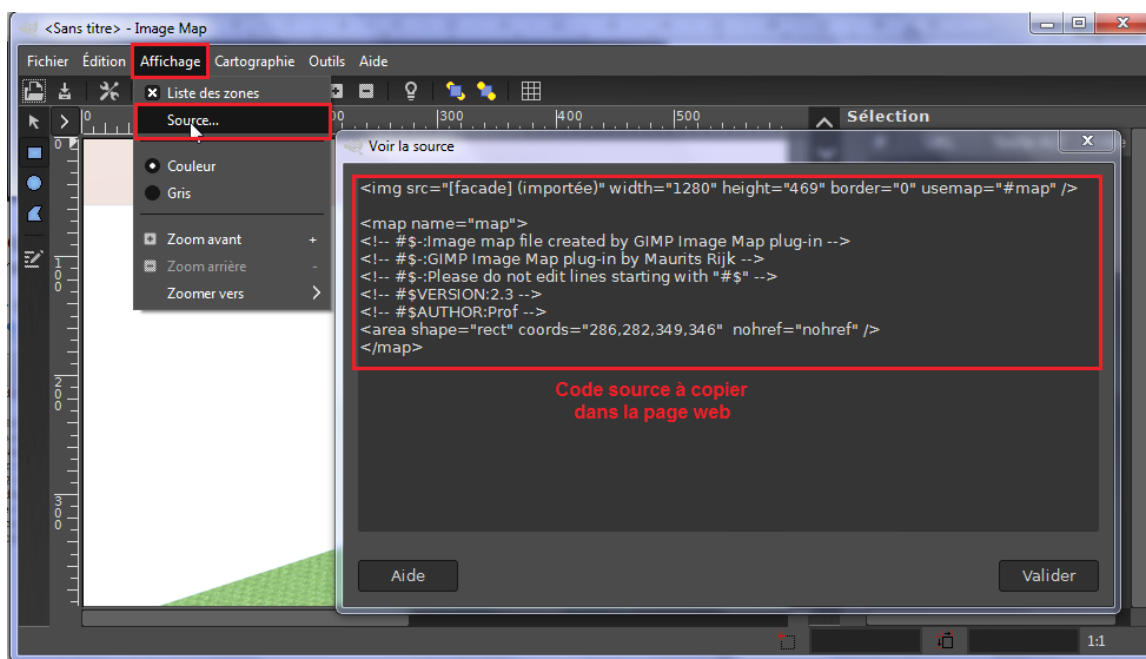 <Sans titre> - Image Map
Fichier Édition Affichage Cartographie Outils Aide
Liste des zones
Source...
Couleur
Gris
Zoom avant +
Zoom arrière -
Zoomer vers
0
300
400
500
0
100
200
300
Sélection
Voir la source
<img src="[facade] (importée)" width="1280" height="469" border="0" usemap="#map" />
<map name="map">
<!-- #$-:Image map file created by GIMP Image Map plug-in -->
<!-- #$-:GIMP Image Map plug-in by Maurits Rijk -->
<!-- #$-:Please do not edit lines starting with "#$" -->
<!-- #$VERSION:2.3 -->
<!-- #$AUTHOR:Prof -->
<area shape="rect" coords="286,282,349,346"  nohref="nohref" />
</map>
Code source à copier
dans la page web
Aide
Valider
1:1